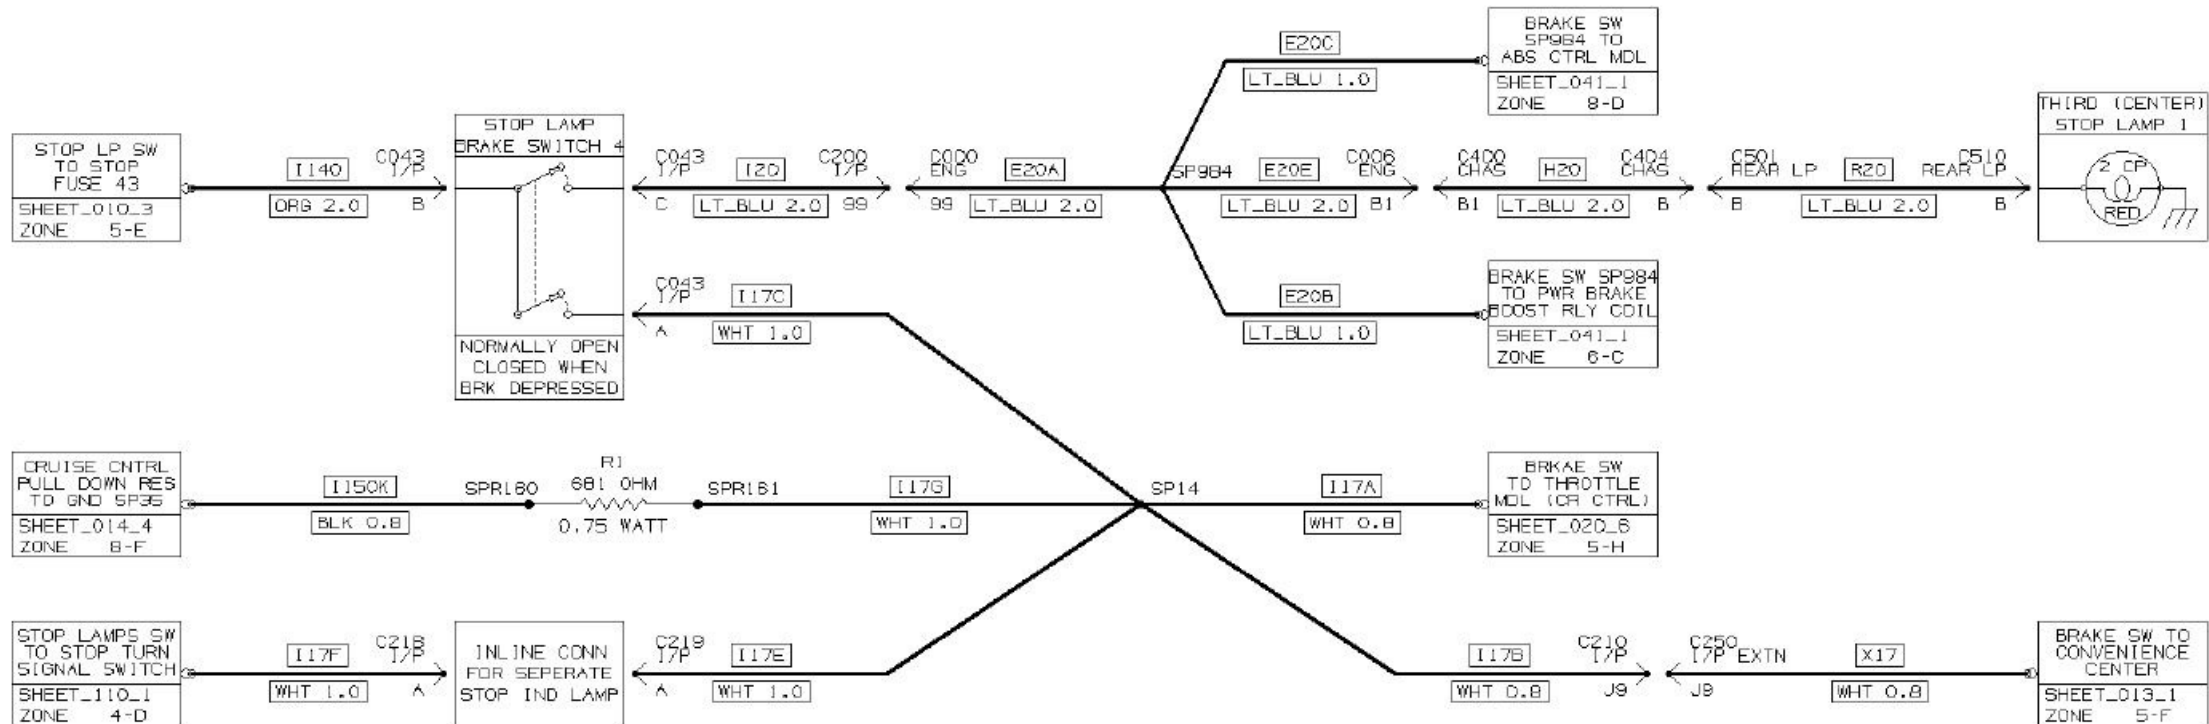 STOP LP SW
TO STOP
FUSE 43
SHEET_010_3
ZONE 5-E
I140
ORG 2.0
C043
I/P
B
STOP LAMP
BRAKE SWITCH 4
NORMALLY OPEN
CLOSED WHEN
BRK DEPRESSED
C043
I/P
C
I20
LT_BLU 2.0
C200
I/P
99
D000
ENG
99
E20A
LT_BLU 2.0
SP984
E20C
LT_BLU 1.0
BRAKE SW
SP984 TO
ABS CTRL MDL
SHEET_041_1
ZONE 8-D
E20E
LT_BLU 2.0
C006
ENG
B1
C400
CHAS
B1
H20
LT_BLU 2.0
C404
CHAS
B
C501
REAR LP
B
R20
LT_BLU 2.0
C510
REAR LP
B
THIRD (CENTER)
STOP LAMP 1
2 CP
RED
E20B
LT_BLU 1.0
BRAKE SW SP984
TO PWR BRAKE
BOOST RLY COIL
SHEET_041_1
ZONE 6-C
C043
I/P
A
I17C
WHT 1.0
CRUISE CNTRL
PULL DOWN RES
TO GND SP35
SHEET_014_4
ZONE 8-F
I150K
BLK 0.8
SPR160
R1
681 OHM
0.75 WATT
SPR161
I17G
WHT 1.0
SP14
I17A
WHT 0.8
BRKAE SW
TO THROTTLE
MDL (CR CTRL)
SHEET_020_6
ZONE 5-H
STOP LAMPS SW
TO STOP TURN
SIGNAL SWITCH
SHEET_110_1
ZONE 4-D
I17F
WHT 1.0
C218
I/P
A
INLINE CONN
FOR SEPERATE
STOP IND LAMP
C219
I/P
A
I17E
WHT 1.0
I17B
WHT 0.8
C210
I/P
J9
C250
I/P EXTN
J9
X17
WHT 0.8
BRAKE SW TO
CONVENIENCE
CENTER
SHEET_013_1
ZONE 5-F